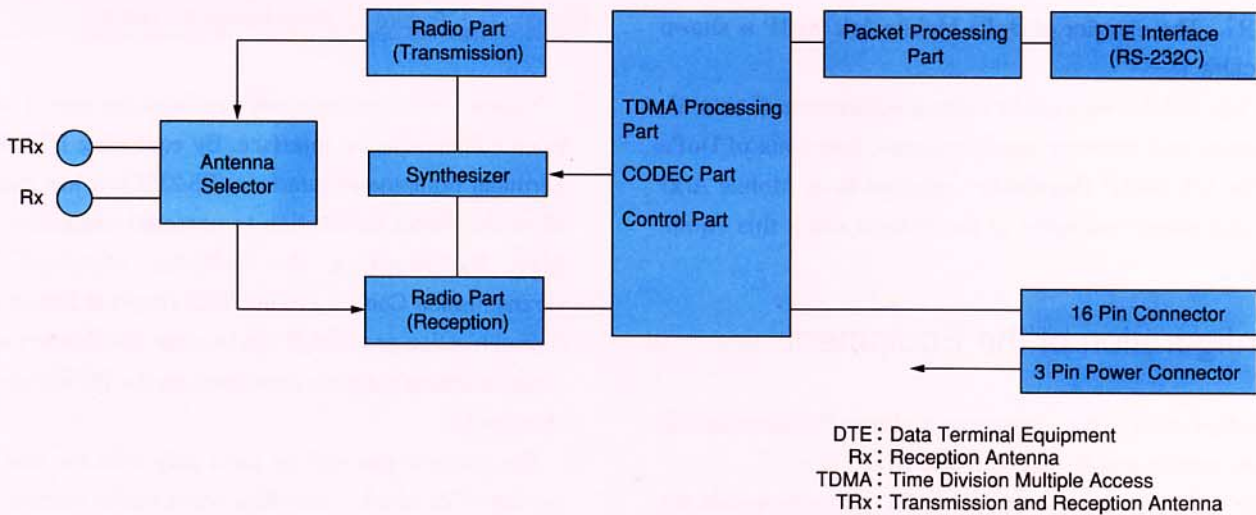 Radio Part
(Transmission)
Packet Processing
Part
DTE Interface
(RS-232C)
TRx
Rx
Antenna
Selector
Synthesizer
TDMA Processing
Part
CODEC Part
Control Part
Radio Part
(Reception)
16 Pin Connector
3 Pin Power Connector
DTE : Data Terminal Equipment
Rx : Reception Antenna
TDMA : Time Division Multiple Access
TRx : Transmission and Reception Antenna